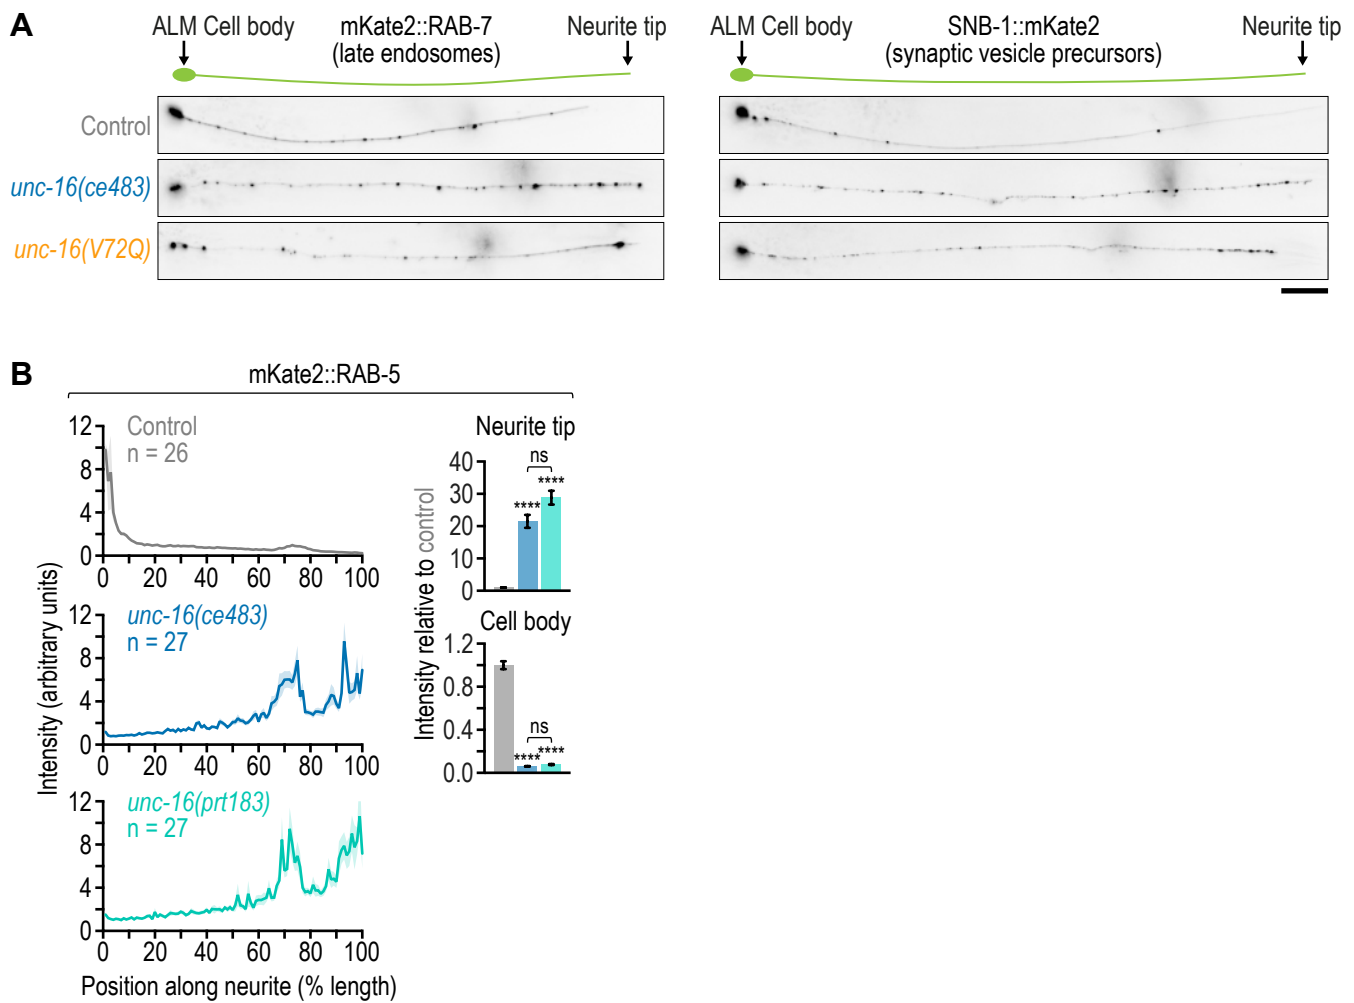 A
ALM Cell body
mKate2::RAB-7
(late endosomes)
Neurite tip
ALM Cell body
SNB-1::mKate2
(synaptic vesicle precursors)
Neurite tip
Control
unc-16(ce483)
unc-16(V72Q)
B
mKate2::RAB-5
Intensity (arbitrary units)
12
8
4
0
Control
n = 26
0 20 40 60 80 100
12
8
4
0
unc-16(ce483)
n = 27
0 20 40 60 80 100
12
8
4
0
unc-16(prt183)
n = 27
0 20 40 60 80 100
Position along neurite (% length)
Intensity relative to control
Neurite tip
40
30
20
10
0
ns
****
****
Cell body
1.2
0.8
0.4
0.0
ns
****
****